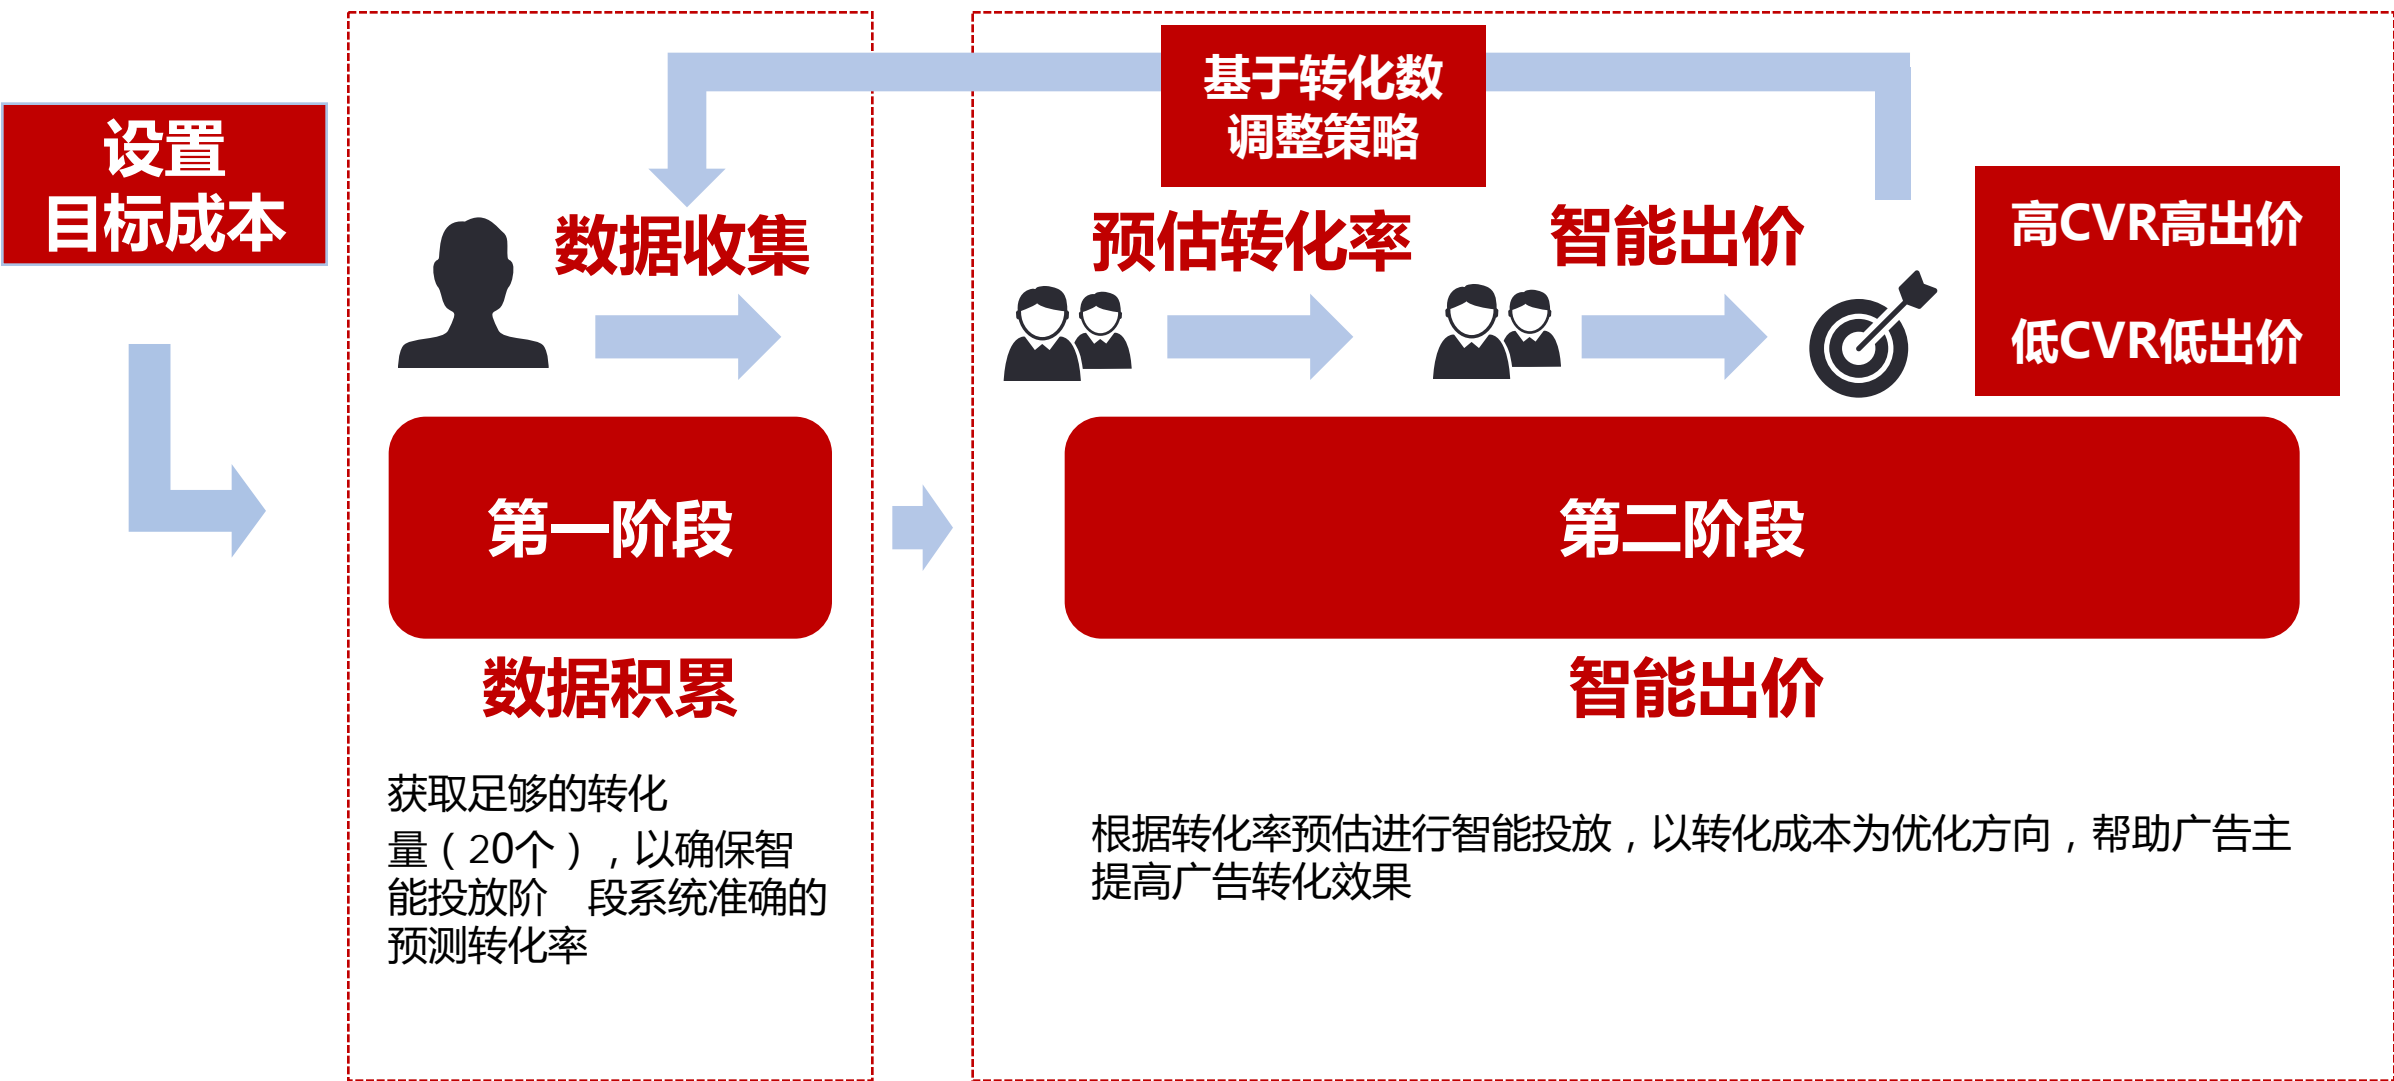 设置
目标成本
基于转化数
调整策略
数据收集
预估转化率
智能出价
高CVR高出价
低CVR低出价
第一阶段
第二阶段
数据积累
智能出价
获取足够的转化
量（20个），以确保智
能投放阶 段系统准确的
预测转化率
根据转化率预估进行智能投放，以转化成本为优化方向，帮助广告主
提高广告转化效果